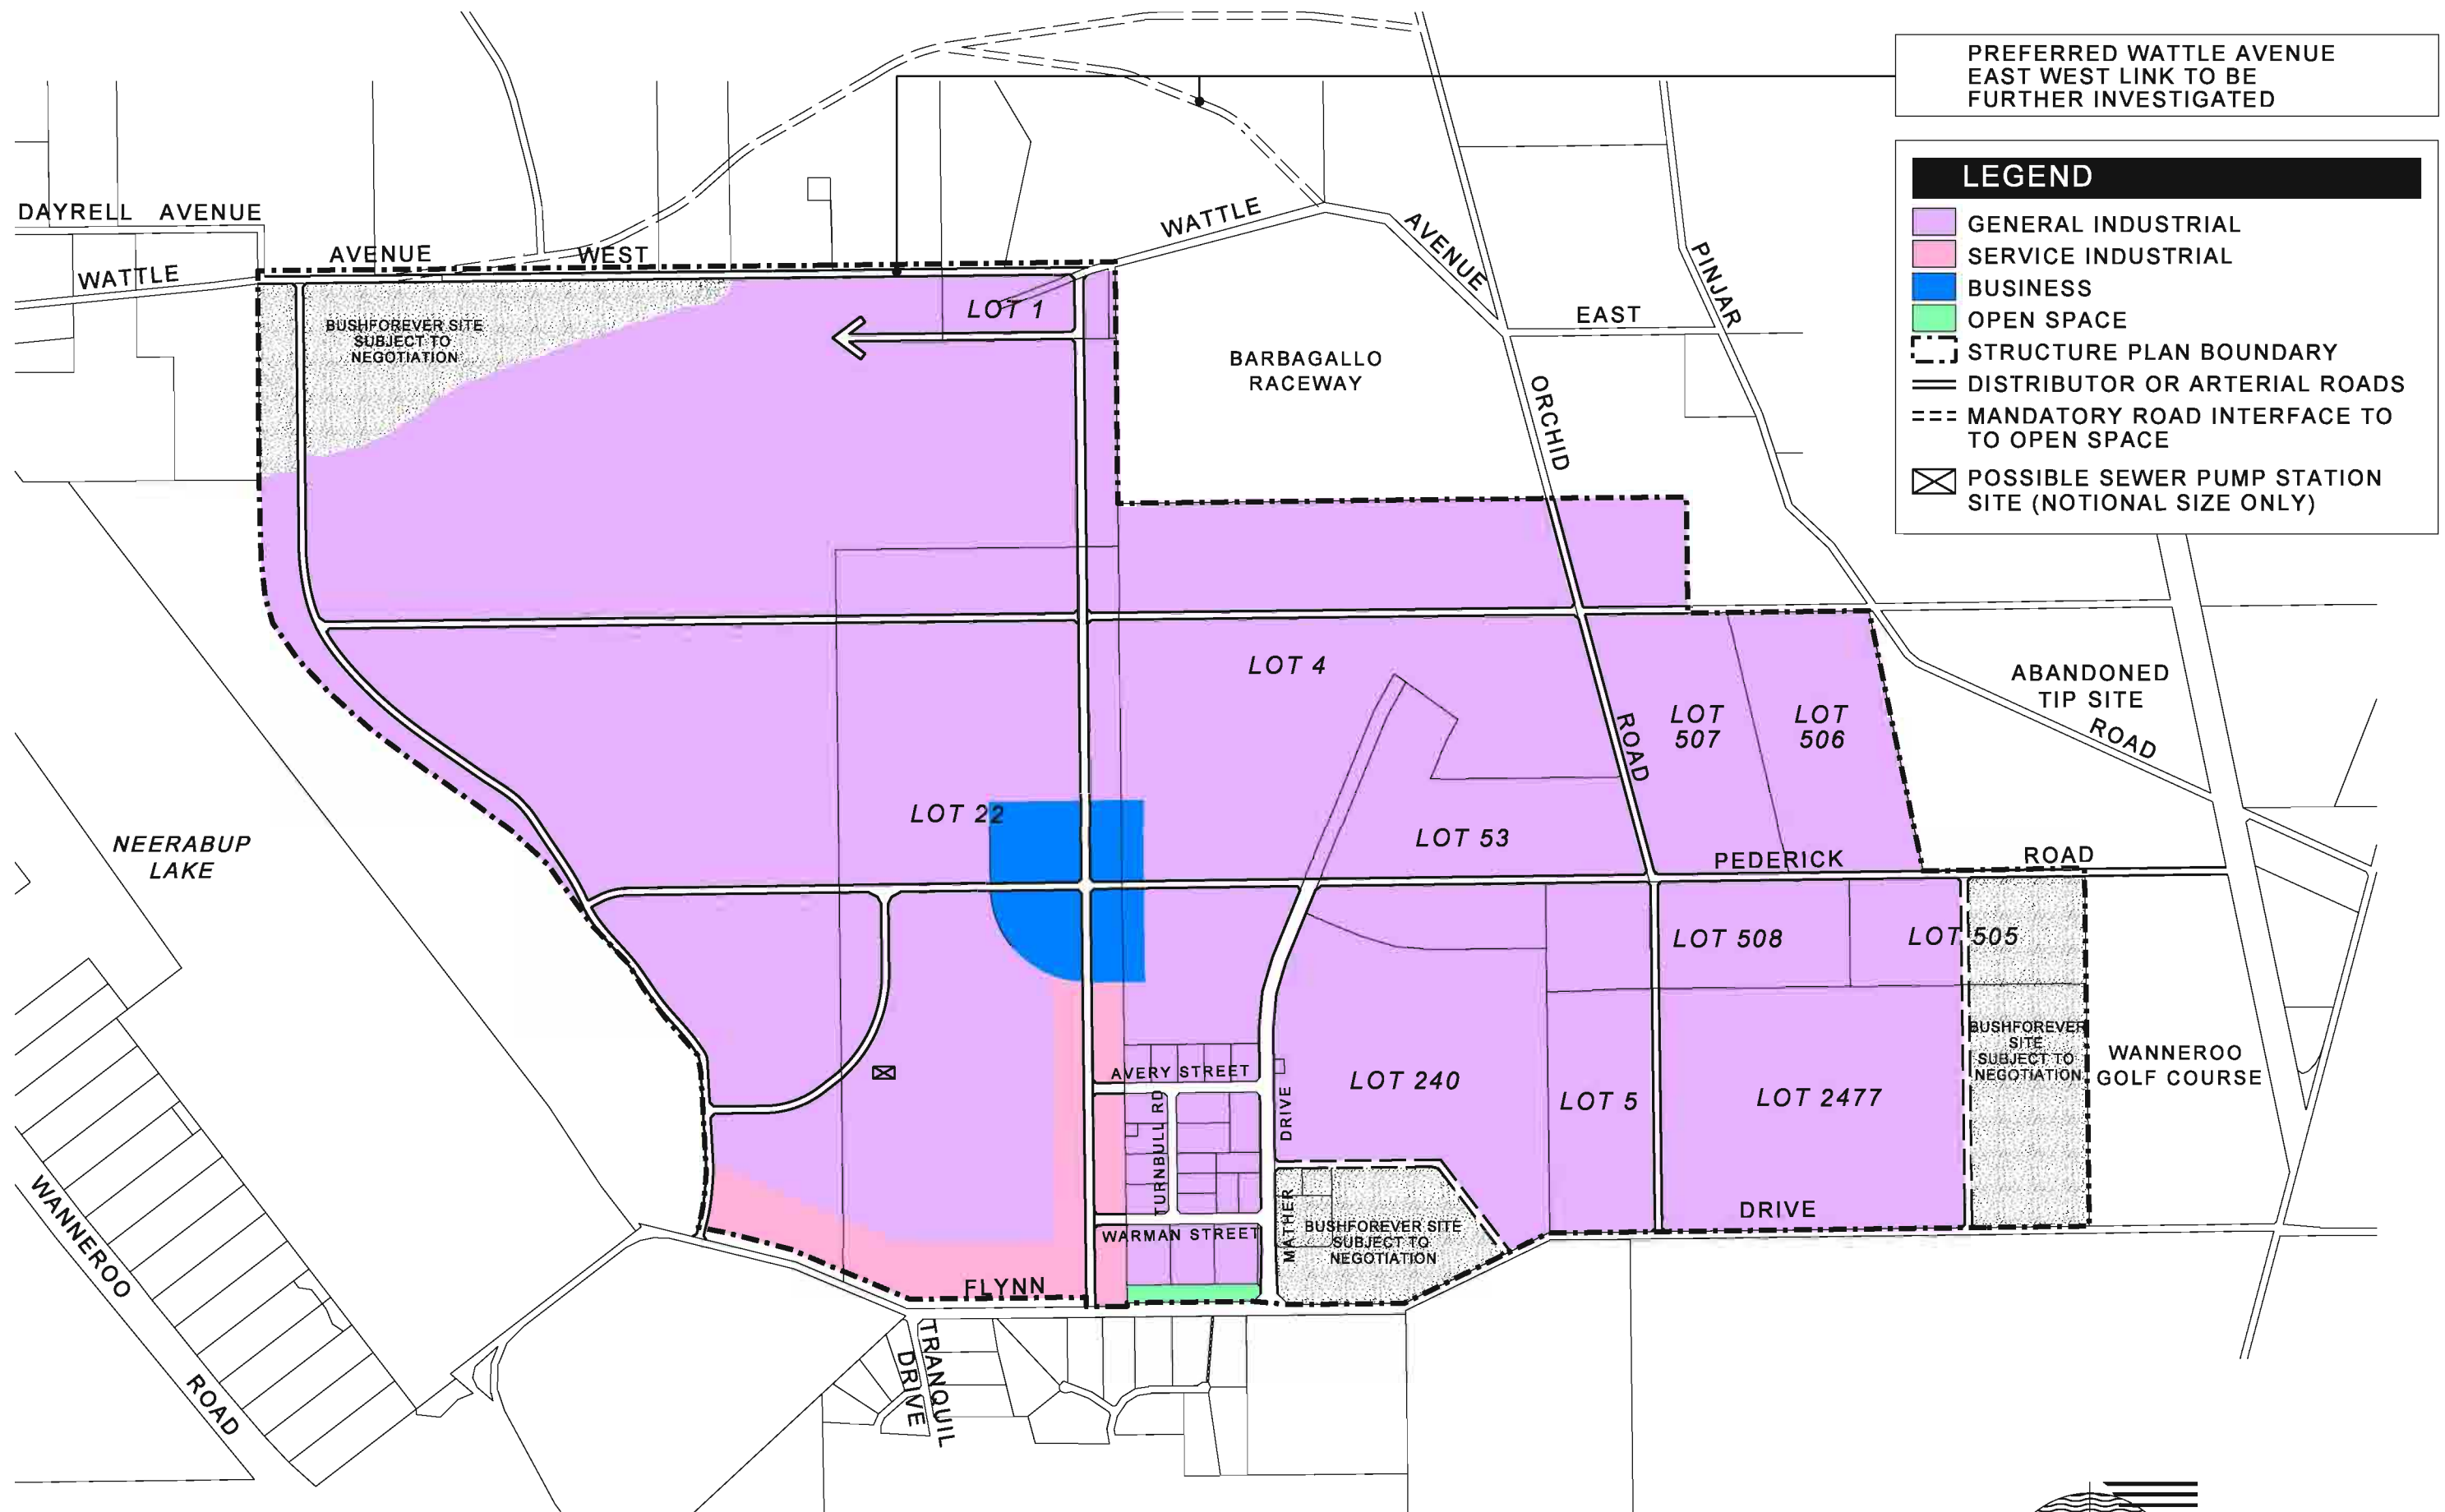 PREFERRED WATTLE AVENUE
EAST WEST LINK TO BE
FURTHER INVESTIGATED
LEGEND
GENERAL INDUSTRIAL
SERVICE INDUSTRIAL
BUSINESS
OPEN SPACE
STRUCTURE PLAN BOUNDARY
DISTRIBUTOR OR ARTERIAL ROADS
MANDATORY ROAD INTERFACE TO
TO OPEN SPACE
POSSIBLE SEWER PUMP STATION
SITE (NOTIONAL SIZE ONLY)
DAYRELL AVENUE
WATTLE
AVENUE
WEST
WATTLE
AVENUE
EAST
PINJAR
BUSHFOREVER SITE
SUBJECT TO
NEGOTIATION
LOT 1
BARBAGALLO
RACEWAY
ORCHID
LOT 4
ROAD
LOT
507
LOT
506
ABANDONED
TIP SITE
ROAD
NEERABUP
LAKE
LOT 22
LOT 53
PEDERICK
ROAD
LOT 508
LOT 505
BUSHFOREVER
SITE
SUBJECT TO
NEGOTIATION
WANNEROO
GOLF COURSE
AVERY STREET
TURNBULL RD
DRIVE
LOT 240
LOT 5
LOT 2477
WANNEROO
ROAD
WARMAN STREET
MATHER
BUSHFOREVER SITE
SUBJECT TO
NEGOTIATION
DRIVE
FLYNN
TRANQUIL
DRIVE